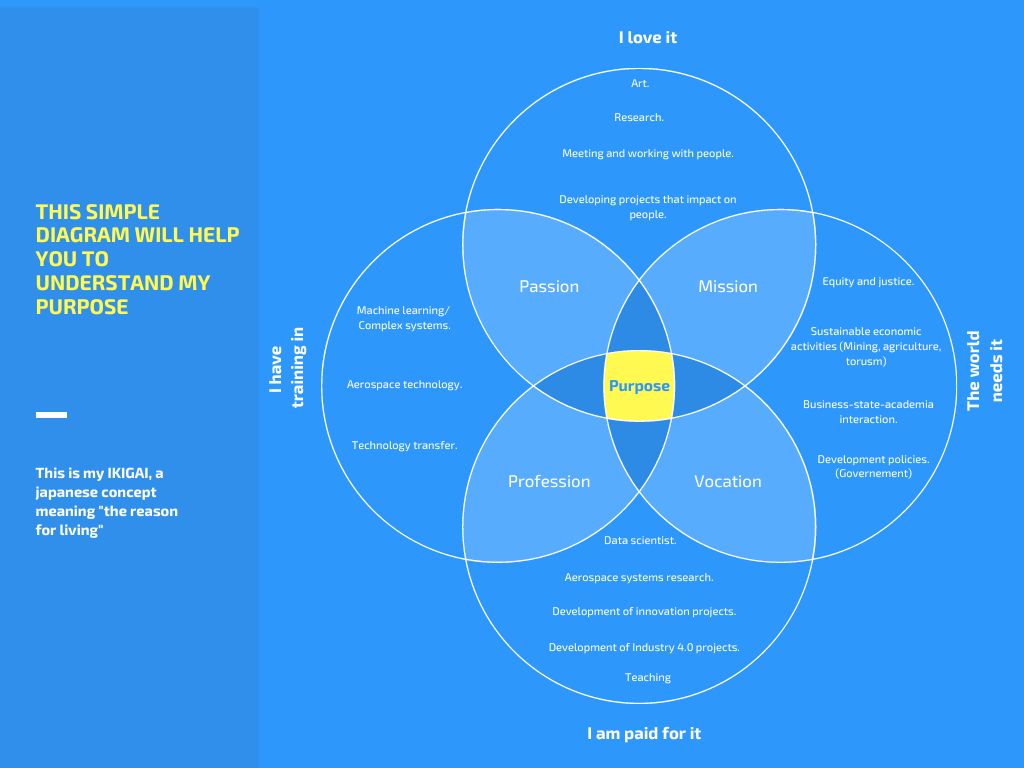 THIS SIMPLE
DIAGRAM WILL HELP
YOU TO
UNDERSTAND MY
PURPOSE
This is my IKIGAI, a
japanese concept
meaning "the reason
for living"
I love it
Art.
Research.
Meeting and working with people.
Developing projects that impact on
people.
Passion
Mission
I have
training in
Machine learning/
Complex systems.
Aerospace technology.
Technology transfer.
Purpose
Equity and justice.
Sustainable economic
activities (Mining, agriculture,
torusm)
Business-state-academia
interaction.
Development policies.
(Governement)
The world
needs it
Profession
Vocation
Data scientist.
Aerospace systems research.
Development of innovation projects.
Development of Industry 4.0 projects.
Teaching
I am paid for it